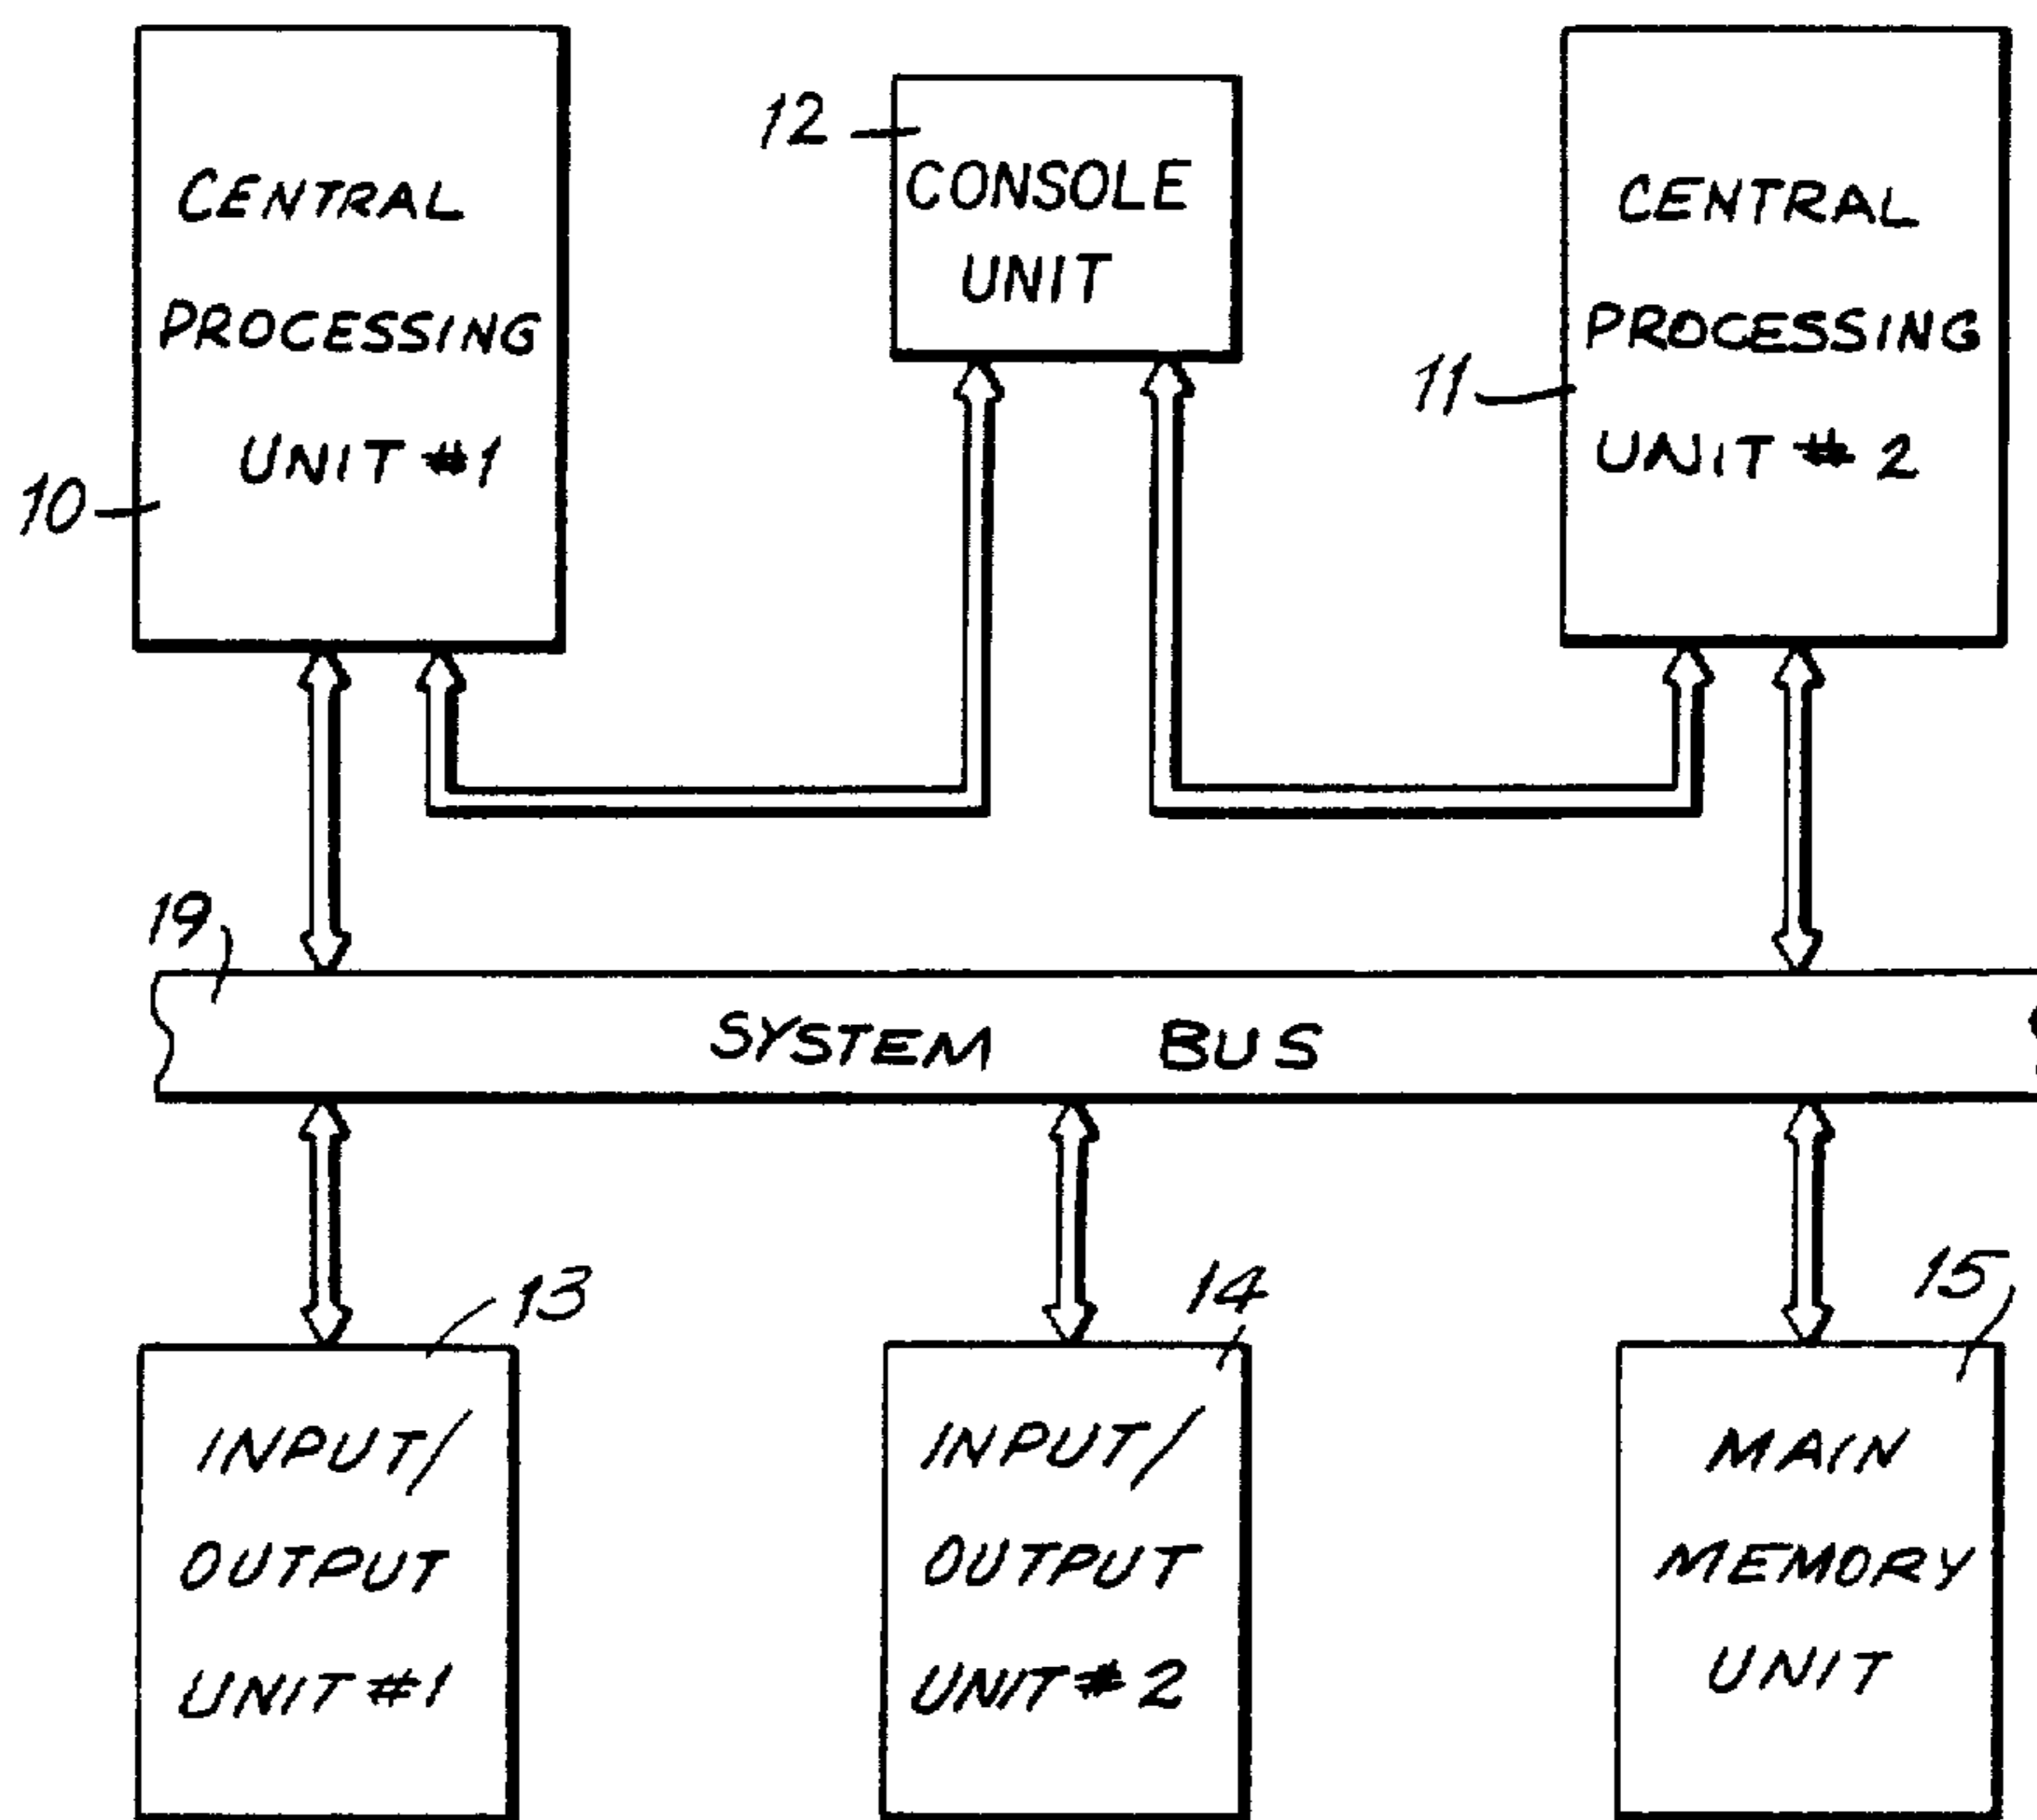 CENTRAL
PROCESSING
UNIT #1
10
12
CONSOLE
UNIT
CENTRAL
PROCESSING
UNIT # 2
11
19
SYSTEM BUS
13
INPUT/
OUTPUT
UNIT #1
14
INPUT/
OUTPUT
UNIT #2
15
MAIN
MEMORY
UNIT